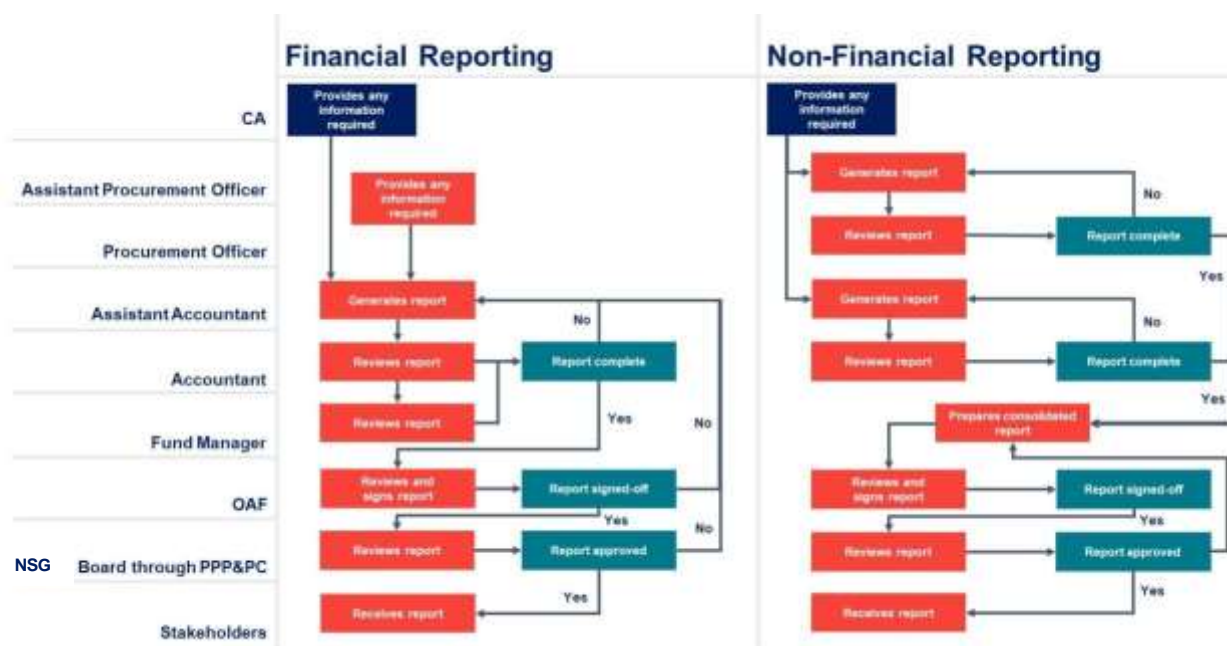 Financial Reporting
Non-Financial Reporting
CA
Provides any
information
required
Provides any
information
required
Assistant Procurement Officer
Provides any
information
required
Generates report
No
Procurement Officer
Reviews report
Report complete
Yes
Assistant Accountant
Generates report
No
Generates report
No
Accountant
Reviews report
Report complete
Reviews report
Report complete
Yes
Fund Manager
Reviews report
Yes
No
Prepares consolidated
report
OAF
Reviews and
signs report
Report signed-off
Yes
No
Reviews and
signs report
Report signed-off
Yes
NSG
Board through PPP&PC
Reviews report
Report approved
Yes
Reviews report
Report approved
Yes
Stakeholders
Receives report
Receives report